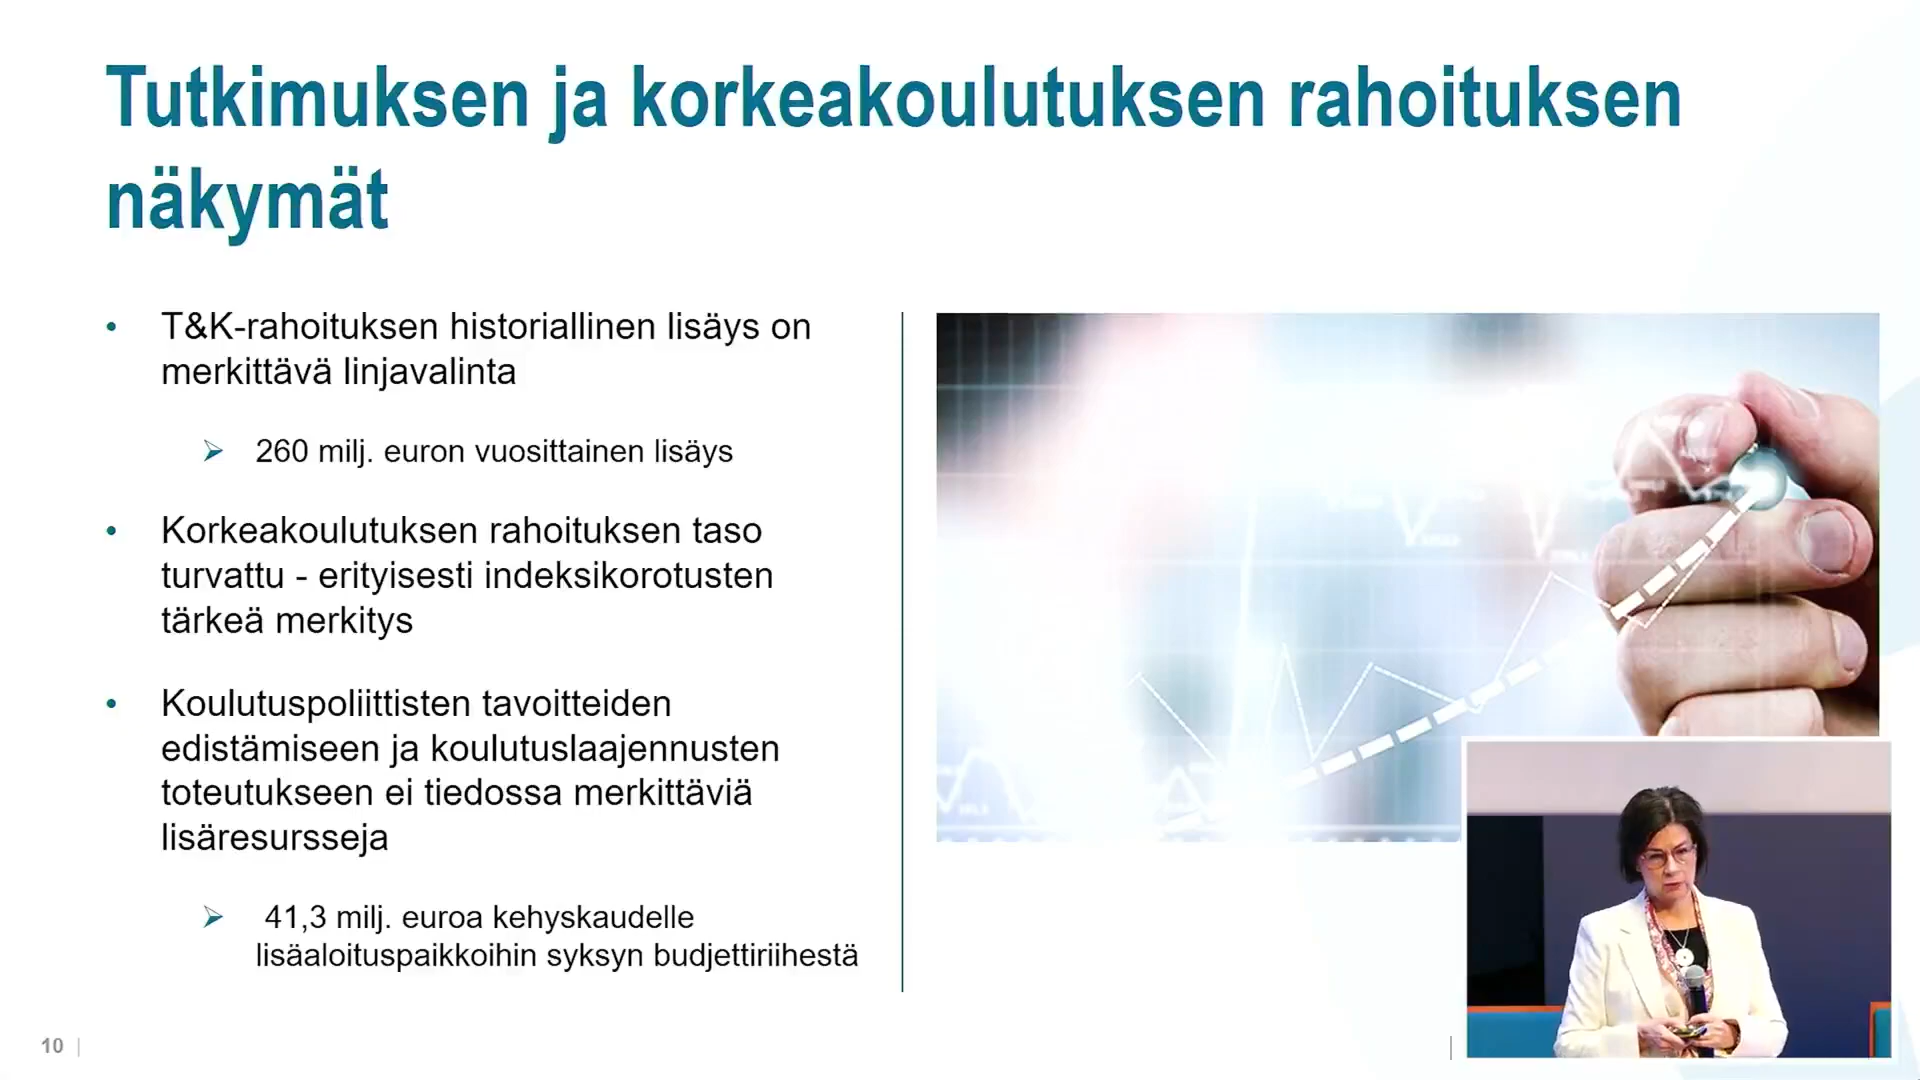 Tutkimuksen ja korkeakoulutuksen rahoituksen
näkymät
• T&K-rahoituksen historiallinen lisäys on
merkittävä linjavalinta
➢ 260 milj. euron vuosittainen lisäys
• Korkeakoulutuksen rahoituksen taso
turvattu - erityisesti indeksikorotusten
tärkeä merkitys
• Koulutuspoliittisten tavoitteiden
edistämiseen ja koulutuslaajennusten
toteutukseen ei tiedossa merkittäviä
lisäresursseja
➢ 41,3 milj. euroa kehyskaudelle
lisäaloituspaikkoihin syksyn budjettiriihestä
10 |